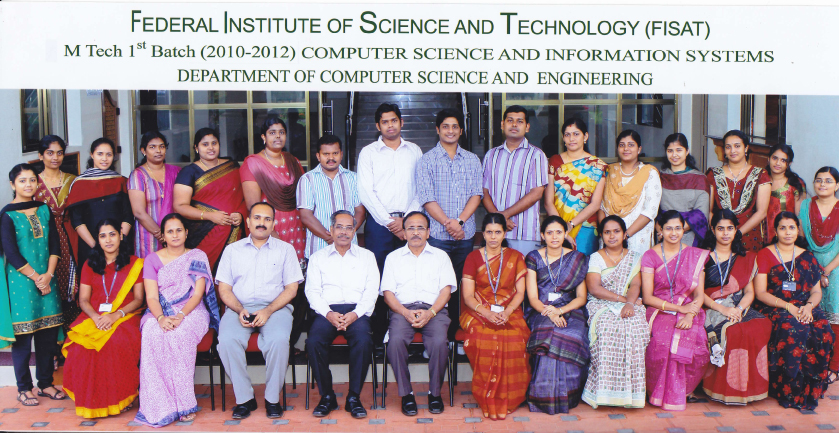 FEDERAL INSTITUTE OF SCIENCE AND TECHNOLOGY (FISAT)
M Tech 1st Batch (2010-2012) COMPUTER SCIENCE AND INFORMATION SYSTEMS
DEPARTMENT OF COMPUTER SCIENCE AND ENGINEERING